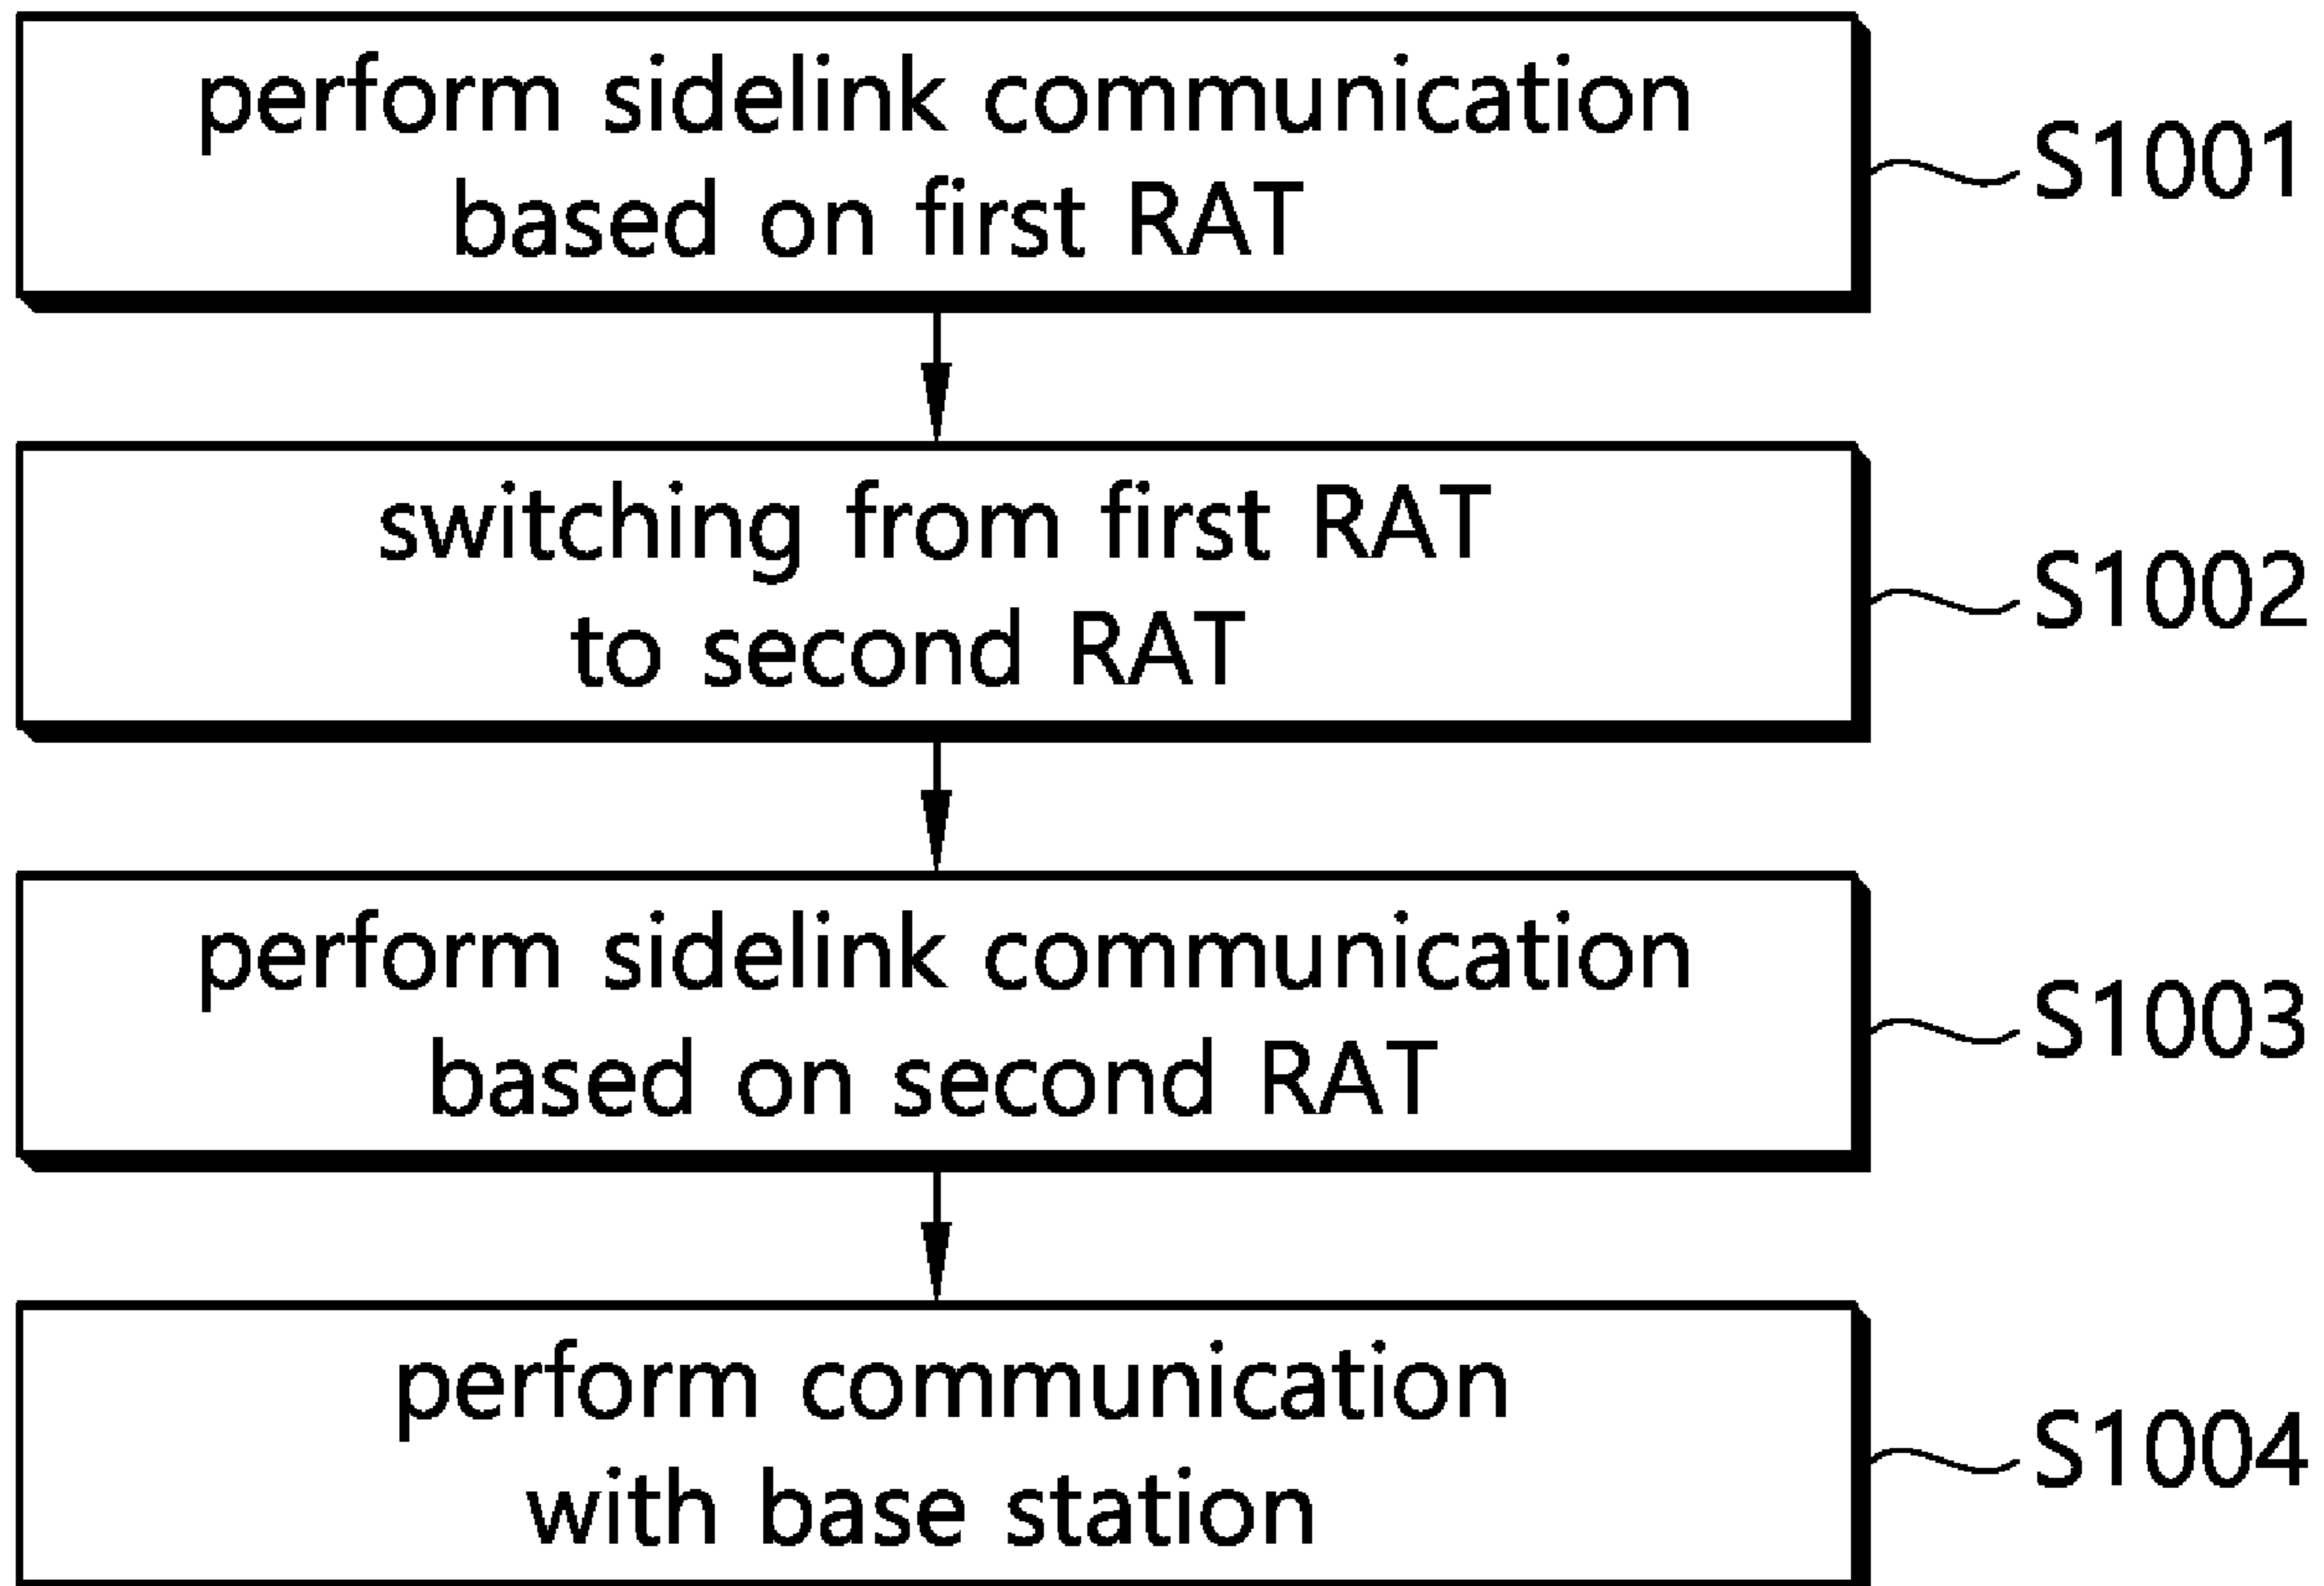 perform sidelink communication
based on first RAT
S1001
switching from first RAT
to second RAT
S1002
perform sidelink communication
based on second RAT
S1003
perform communication
with base station
S1004